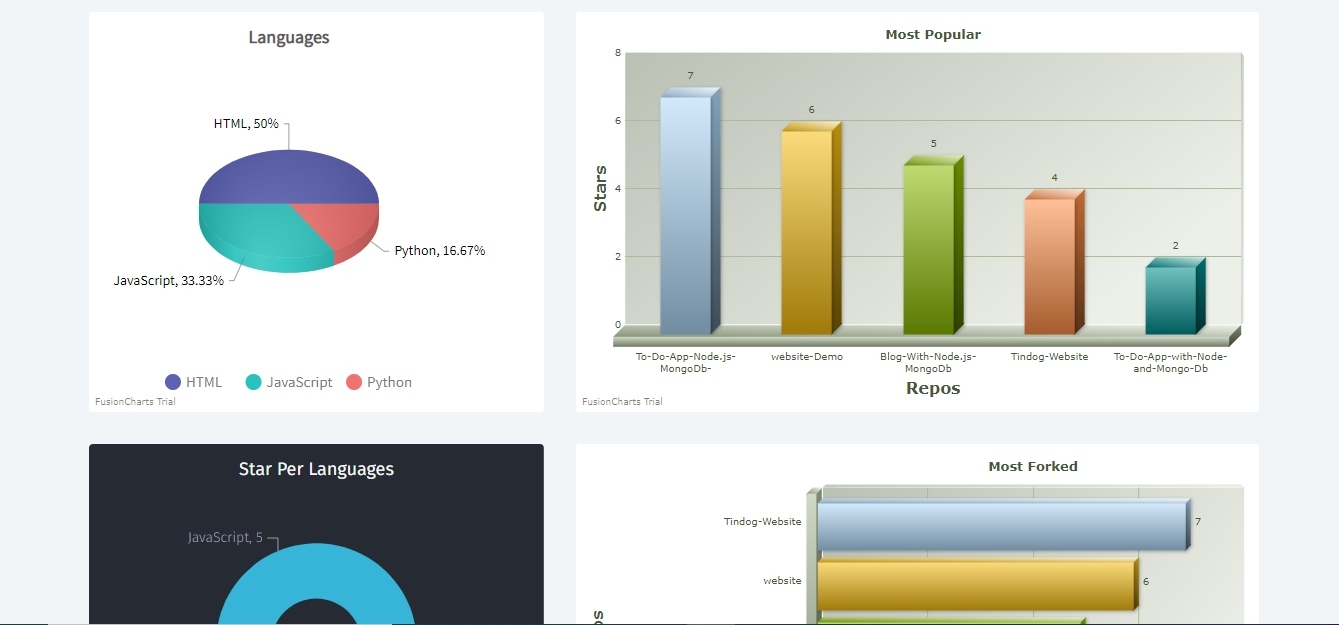 Languages
HTML, 50%
Python, 16.67%
JavaScript, 33.33%
HTML JavaScript Python
FusionCharts Trial
Most Popular
Stars
8
6
4
2
0
7
6
5
4
2
To-Do-App-Node.js-
MongoDb-
website-Demo
Blog-With-Node.js-
MongoDb
Tindog-Website
To-Do-App-with-Node-
and-Mongo-Db
Repos
FusionCharts Trial
Star Per Languages
JavaScript, 5
Most Forked
Tindog-Website
7
website
6